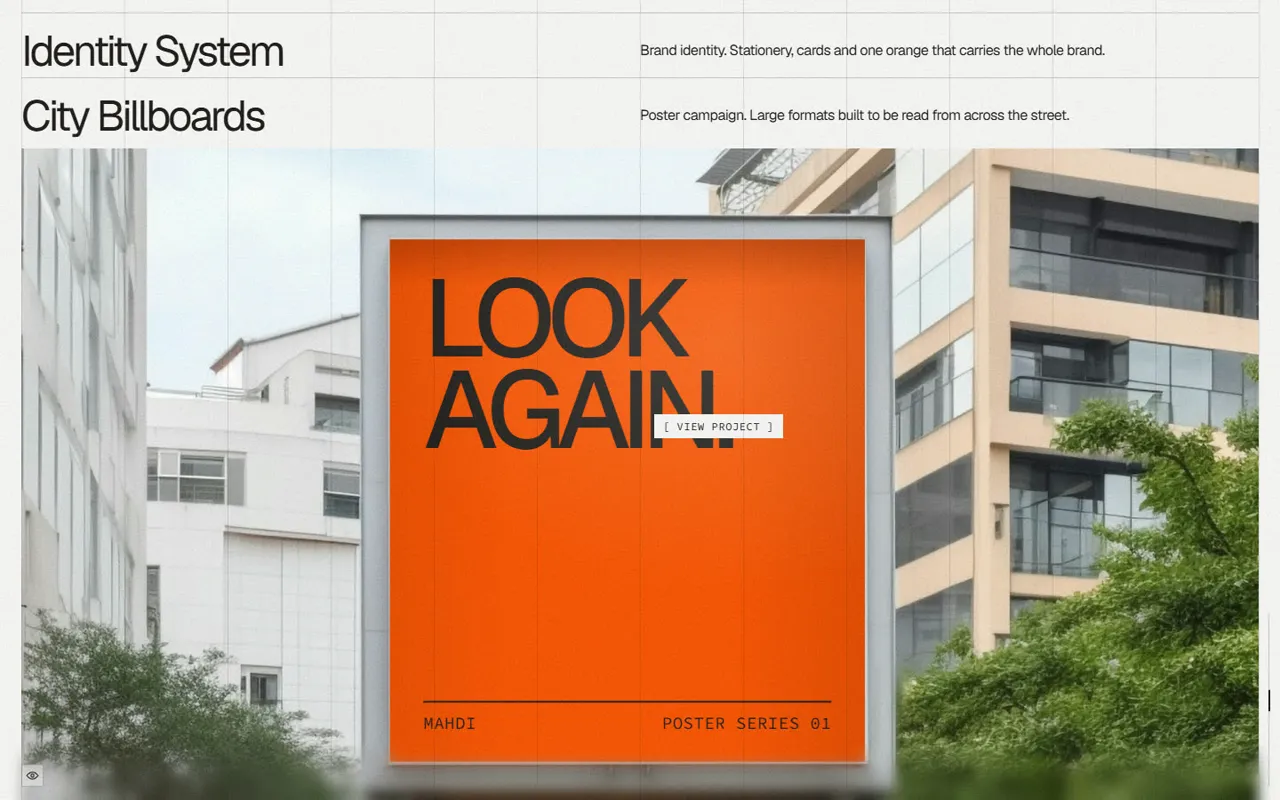 Identity System
Brand identity. Stationery, cards and one orange that carries the whole brand.
City Billboards
Poster campaign. Large formats built to be read from across the street.
LOOK
AGAIN.
[ VIEW PROJECT ]
MAHDI
POSTER SERIES 01